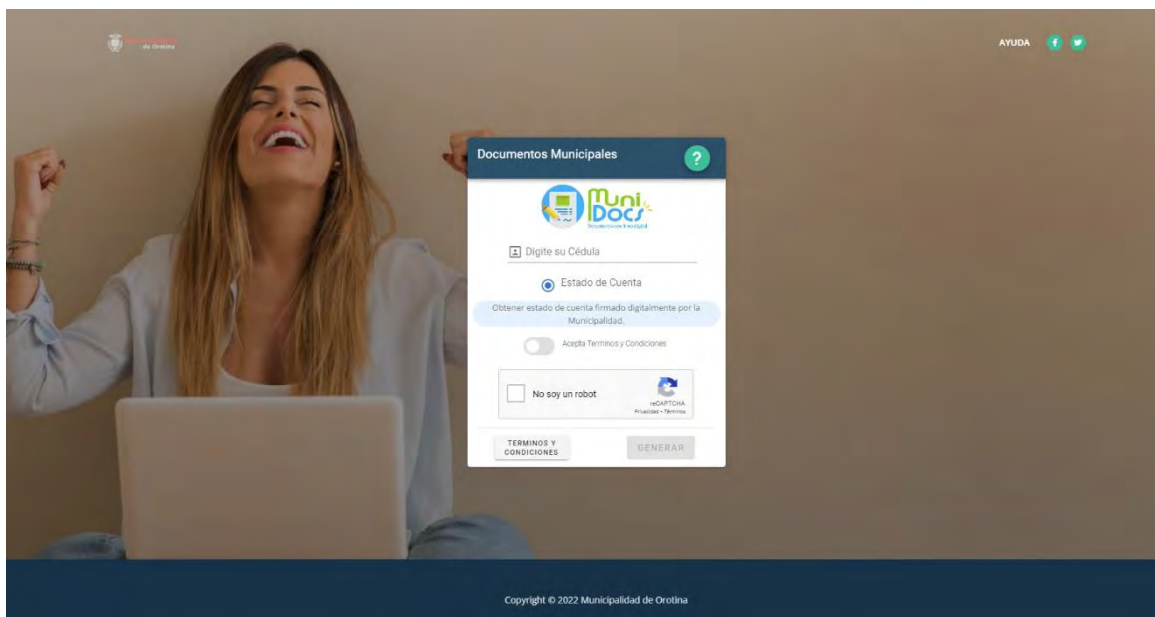 de Orotina
AYUDA
Documentos Municipales
?
Muni
Docs
Digite su Cédula
Estado de Cuenta
Obtener estado de cuenta firmado digitalmente por la
Municipalidad.
Acepta Terminos y Condiciones
No soy un robot
reCAPTCHA
Privacidad • Términos
TERMINOS Y
CONDICIONES
GENERAR
Copyright © 2022 Municipalidad de Orotina